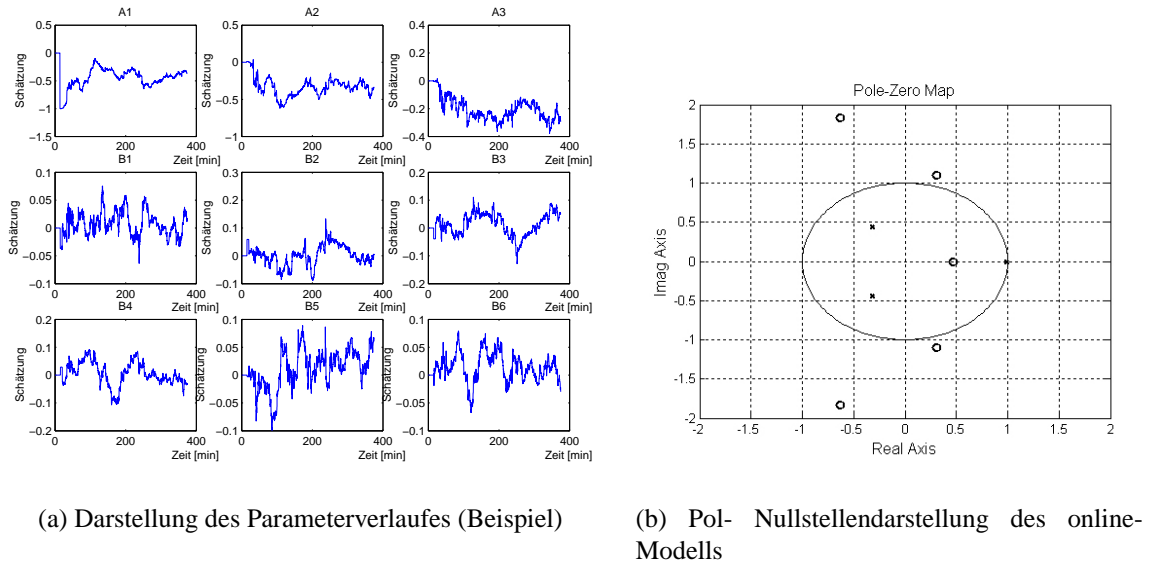 A1
0.5
0
−0.5
−1
−1.5
0 200 400
Schätzung
Zeit [min]
A2
0.5
0
−0.5
−1
0 200 400
Schätzung
Zeit [min]
A3
0.4
0.2
0
−0.2
−0.4
0 200 400
Schätzung
Zeit [min]
B1
0.1
0.05
0
−0.05
−0.1
0 200 400
Schätzung
Zeit [min]
B2
0.3
0.2
0.1
0
−0.1
0 200 400
Schätzung
Zeit [min]
B3
0.2
0.1
0
−0.1
−0.2
0 200 400
Schätzung
Zeit [min]
B4
0.2
0.1
0
−0.1
−0.2
0 200 400
Schätzung
Zeit [min]
B5
0.1
0.05
0
−0.05
−0.1
0 200 400
Schätzung
Zeit [min]
B6
0.1
0.05
0
−0.05
−0.1
0 200 400
Schätzung
Zeit [min]
(a) Darstellung des Parameterverlaufes (Beispiel)
Pole-Zero Map
2
1.5
1
0.5
0
-0.5
-1
-1.5
-2
-2 -1.5 -1 -0.5 0 0.5 1 1.5 2
Imag Axis
Real Axis
(b) Pol- Nullstellendarstellung des online-
Modells